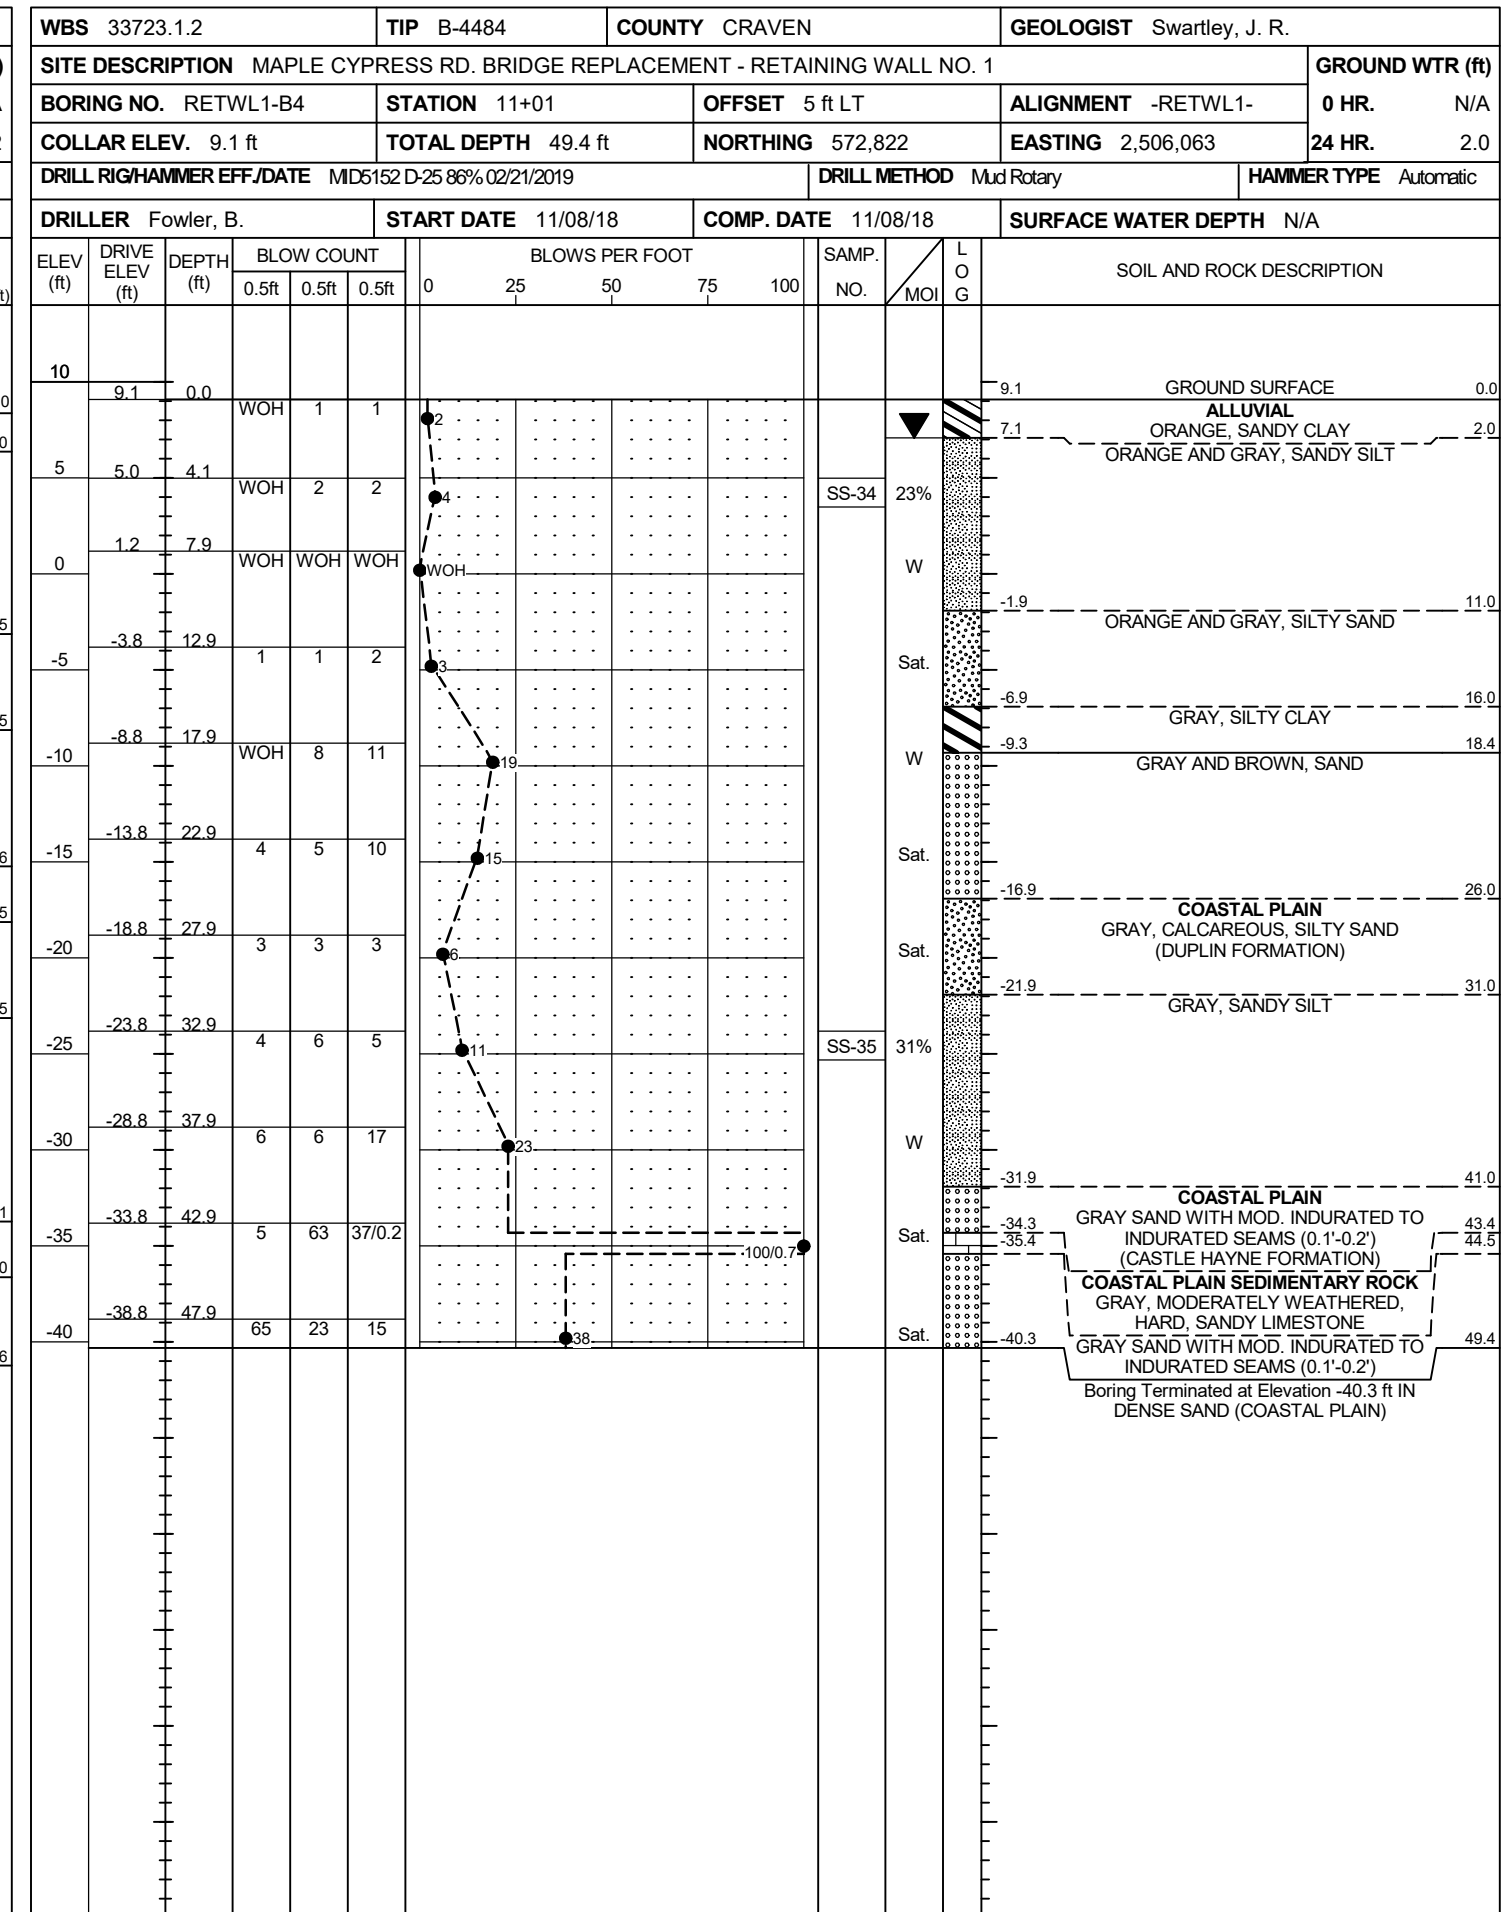 WBS 33723.1.2 TIP B-4484 COUNTY CRAVEN GEOLOGIST Swartley, J. R.
SITE DESCRIPTION MAPLE CYPRESS RD. BRIDGE REPLACEMENT - RETAINING WALL NO. 1 GROUND WTR (ft)
BORING NO. RETWL1-B4 STATION 11+01 OFFSET 5 ft LT ALIGNMENT -RETWL1- 0 HR. N/A
COLLAR ELEV. 9.1 ft TOTAL DEPTH 49.4 ft NORTHING 572,822 EASTING 2,506,063 24 HR. 2.0
DRILL RIG/HAMMER EFF./DATE MID5152 D-25 86% 02/21/2019 DRILL METHOD Mud Rotary HAMMER TYPE Automatic
DRILLER Fowler, B. START DATE 11/08/18 COMP. DATE 11/08/18 SURFACE WATER DEPTH N/A
ELEV (ft) DRIVE ELEV (ft) DEPTH (ft) BLOW COUNT BLOWS PER FOOT SAMP. NO. MOI LOG SOIL AND ROCK DESCRIPTION
0.5ft 0.5ft 0.5ft 0 25 50 75 100
10
9.1 0.0 9.1 GROUND SURFACE 0.0
WOH 1 1 2 ALLUVIAL
ORANGE, SANDY CLAY
7.1 2.0
ORANGE AND GRAY, SANDY SILT
5 5.0 4.1
WOH 2 2 4 SS-34 23%
1.2 7.9
0 WOH WOH WOH WOH W
-1.9 11.0
ORANGE AND GRAY, SILTY SAND
-3.8 12.9
-5 1 1 2 3 Sat.
-6.9 16.0
GRAY, SILTY CLAY
-8.8 17.9
-9.3 18.4
-10 WOH 8 11 19 W
GRAY AND BROWN, SAND
-13.8 22.9
-15 4 5 10 15 Sat.
-16.9 26.0
COASTAL PLAIN
GRAY, CALCAREOUS, SILTY SAND
(DUPLIN FORMATION)
-18.8 27.9
-20 3 3 3 6 Sat.
-21.9 31.0
GRAY, SANDY SILT
-23.8 32.9
-25 4 6 5 11 SS-35 31%
-28.8 37.9
-30 6 6 17 23 W
-31.9 41.0
COASTAL PLAIN
GRAY SAND WITH MOD. INDURATED TO
INDURATED SEAMS (0.1'-0.2')
(CASTLE HAYNE FORMATION)
-33.8 42.9
-35 5 63 37/0.2 100/0.7 Sat.
-34.3 43.4
-35.4 44.5
COASTAL PLAIN SEDIMENTARY ROCK
GRAY, MODERATELY WEATHERED,
HARD, SANDY LIMESTONE
-38.8 47.9
-40 65 23 15 38 Sat.
-40.3 49.4
GRAY SAND WITH MOD. INDURATED TO
INDURATED SEAMS (0.1'-0.2')
Boring Terminated at Elevation -40.3 ft IN
DENSE SAND (COASTAL PLAIN)